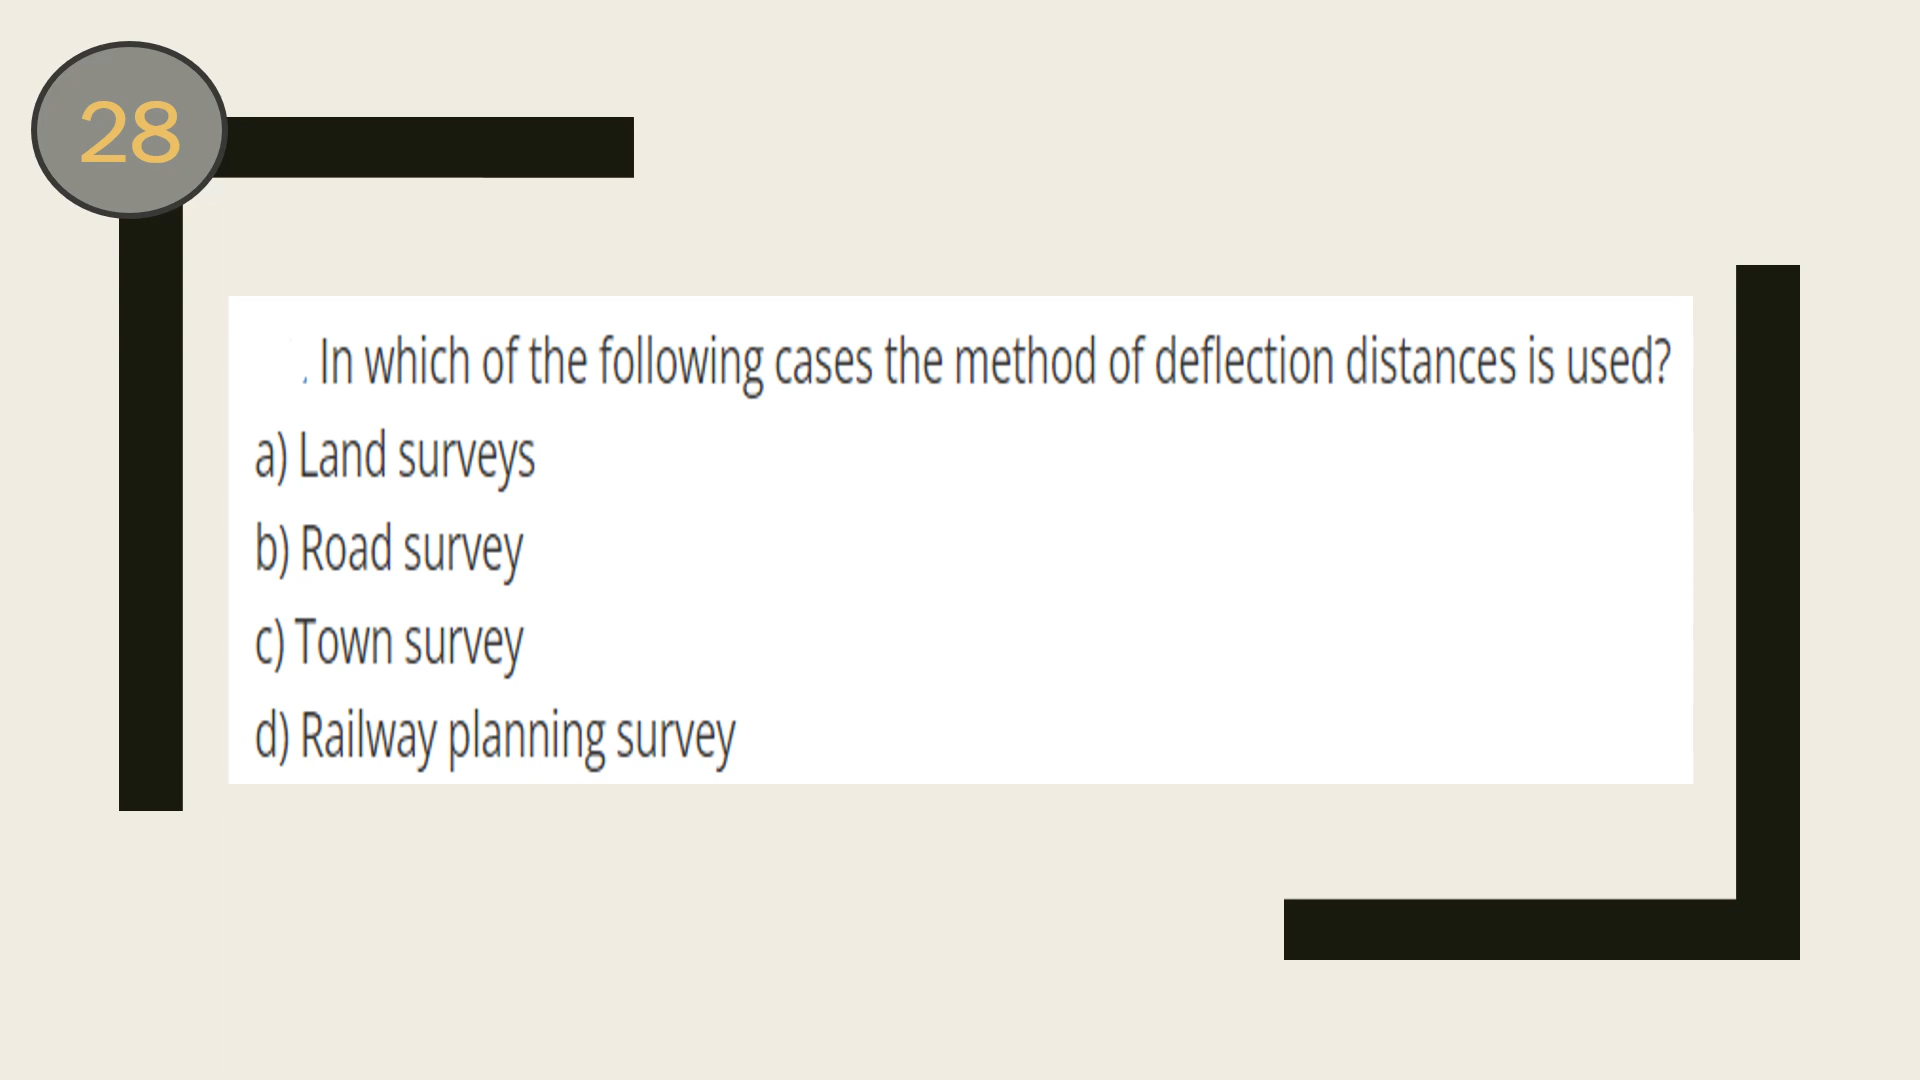 28
. In which of the following cases the method of deflection distances is used?
a) Land surveys
b) Road survey
c) Town survey
d) Railway planning survey